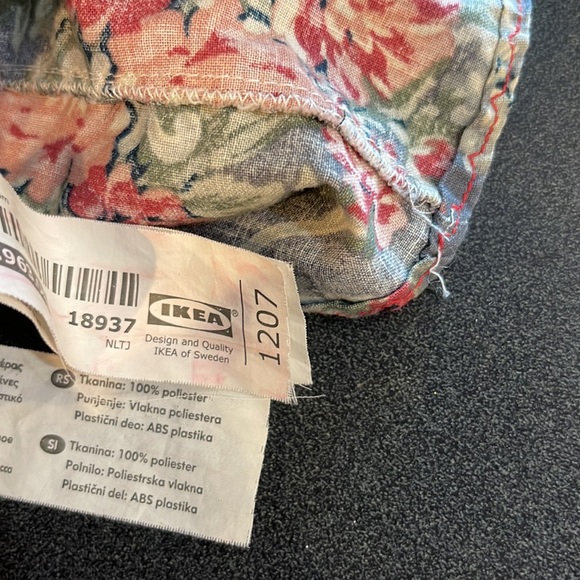 18937
NLTJ
IKEA®
Design and Quality
IKEA of Sweden
1207
RS Tkanina: 100% poliester
Punjenje: Vlakna poliestera
Plastični deo: ABS plastika
SI Tkanina: 100% poliester
Polnilo: Poliestrska vlakna
Plastični del: ABS plastika